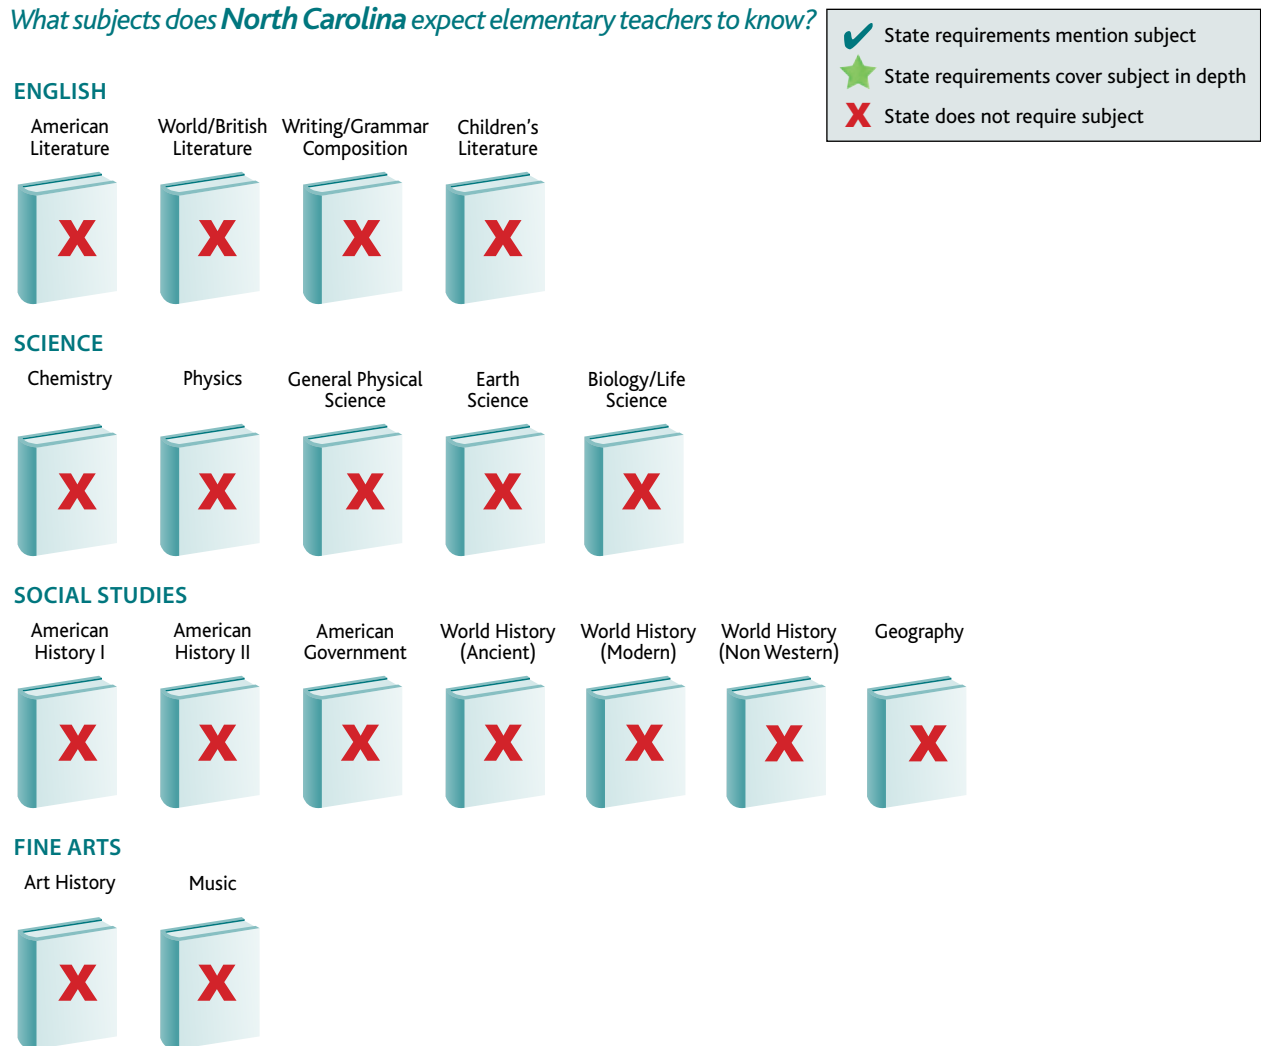 What subjects does North Carolina expect elementary teachers to know?
State requirements mention subject
State requirements cover subject in depth
X State does not require subject
ENGLISH
American
Literature
World/British
Literature
Writing/Grammar
Composition
Children's
Literature
X X X X
SCIENCE
Chemistry
Physics
General Physical
Science
Earth
Science
Biology/Life
Science
X X X X X
SOCIAL STUDIES
American
History I
American
History II
American
Government
World History
(Ancient)
World History
(Modern)
World History
(Non Western)
Geography
X X X X X X X
FINE ARTS
Art History
Music
X X